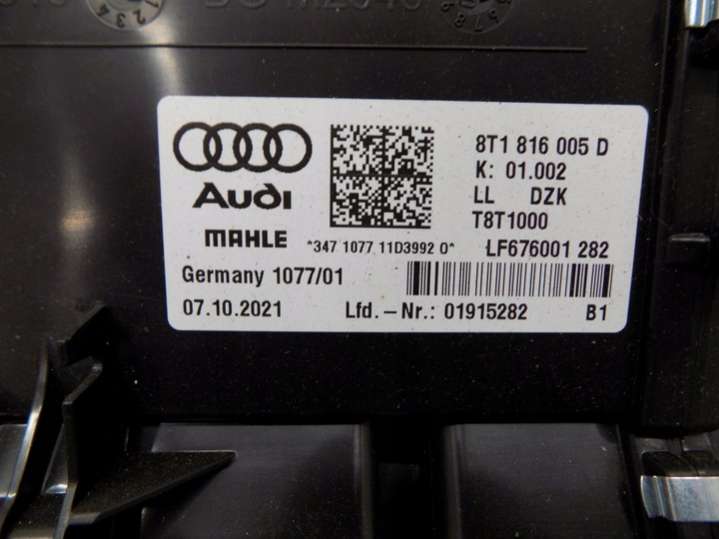 8T1 816 005 D
K: 01.002
LL DZK
Audi
T8T1000
MAHLE
*347 1077 11D3992 0*
LF676001 282
Germany 1077/01
07.10.2021 Lfd.-Nr.: 01915282 B1